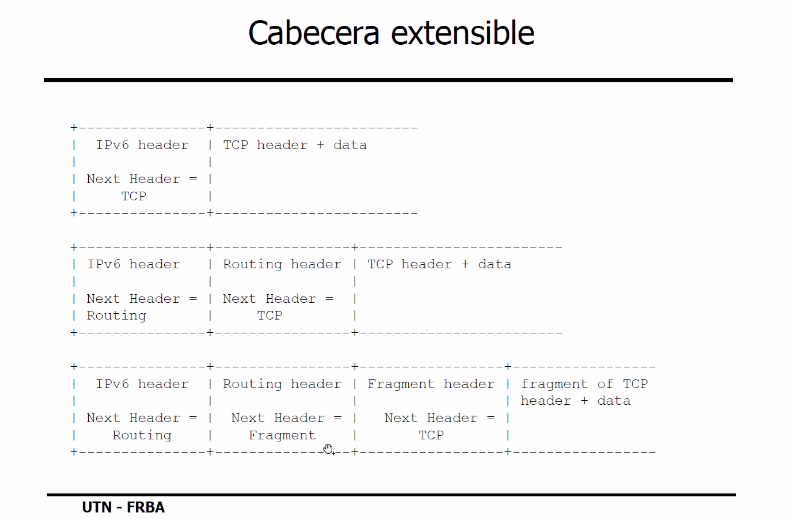 Cabecera extensible
+---------------+------------------------
|  IPv6 header  | TCP header + data
|               |
| Next Header = |
|     TCP       |
+---------------+------------------------
+---------------+----------------+------------------------
| IPv6 header   | Routing header | TCP header + data
|               |                |
| Next Header = | Next Header =  |
| Routing       |     TCP        |
+---------------+----------------+------------------------
+---------------+----------------+-----------------+-----------------
|  IPv6 header  | Routing header | Fragment header | fragment of TCP
|               |                |                 | header + data
| Next Header = |  Next Header = |   Next Header = |
|    Routing    |    Fragment    |       TCP       |
+---------------+----------------+-----------------+-----------------
UTN - FRBA